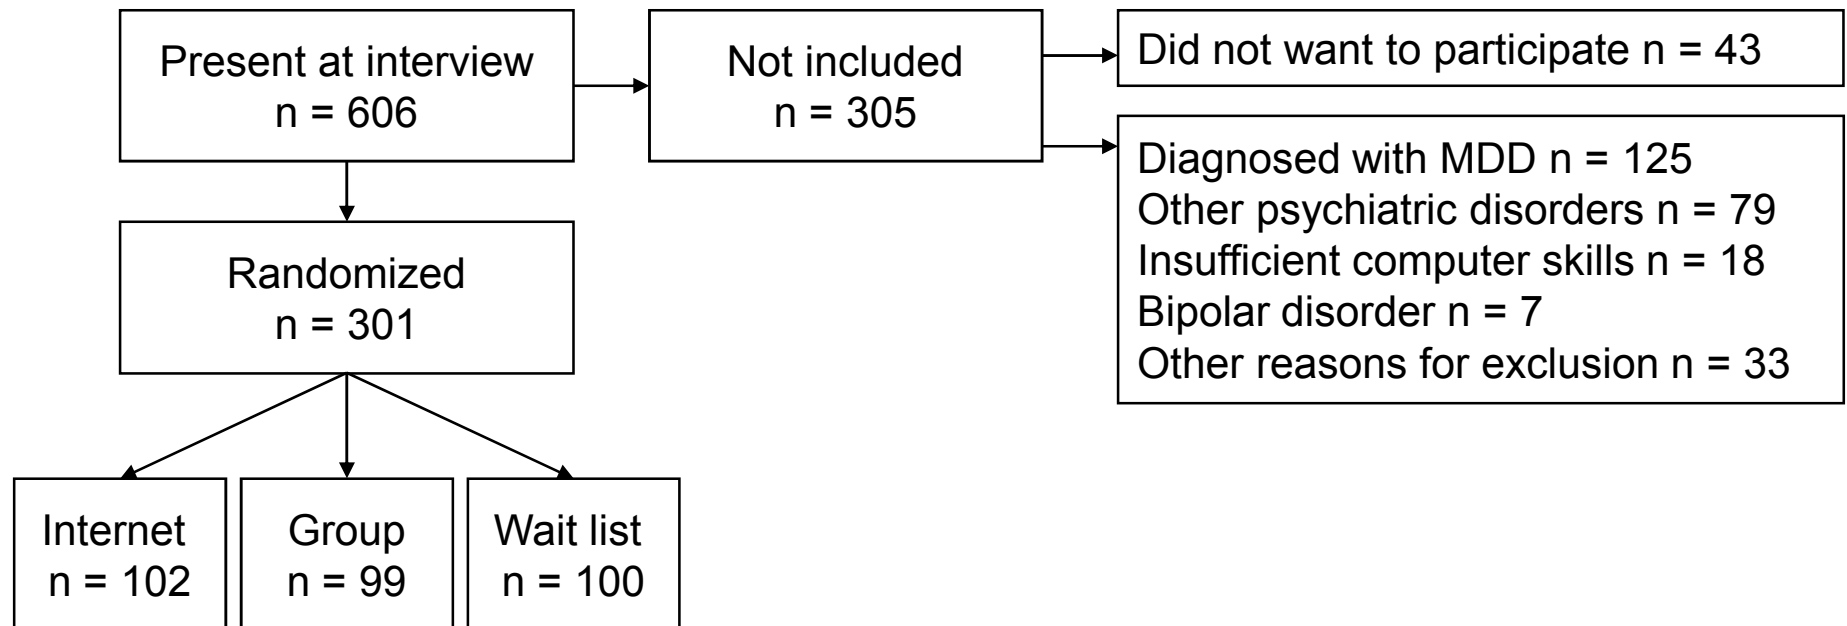 Present at interview
n = 606
Not included
n = 305
Did not want to participate n = 43
Diagnosed with MDD n = 125
Other psychiatric disorders n = 79
Insufficient computer skills n = 18
Bipolar disorder n = 7
Other reasons for exclusion n = 33
Randomized
n = 301
Internet
n = 102
Group
n = 99
Wait list
n = 100